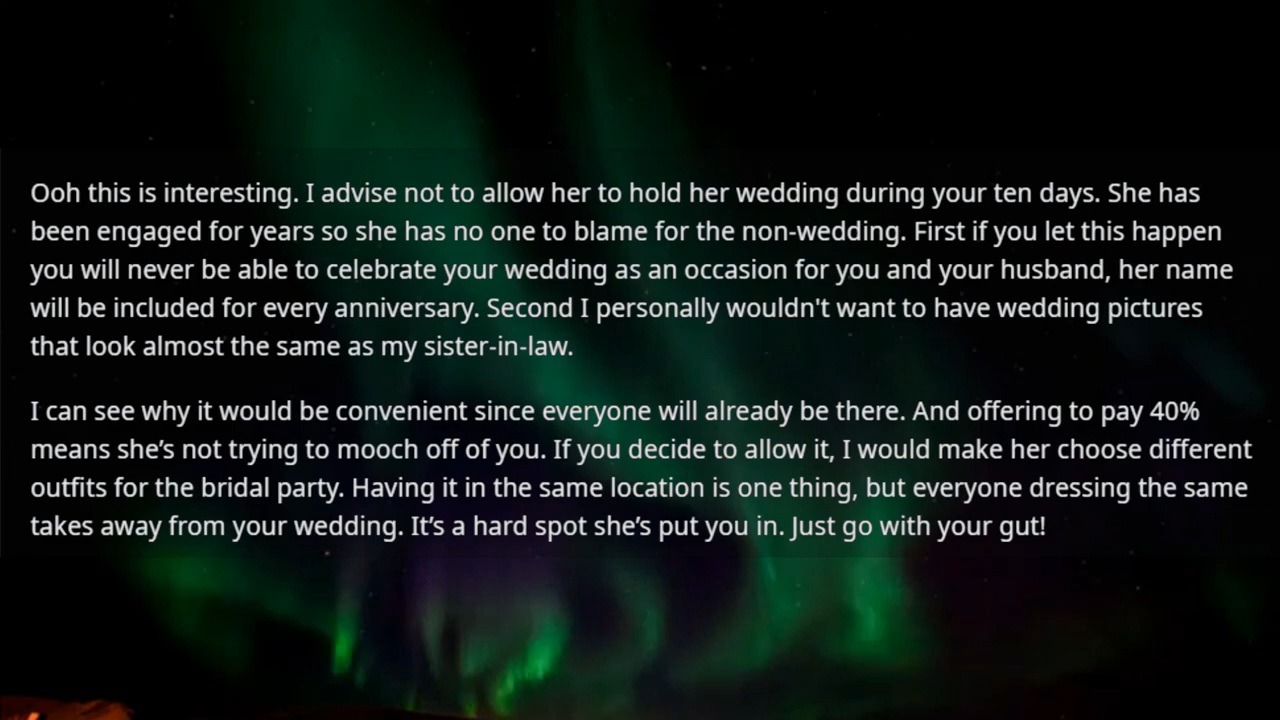 Ooh this is interesting. I advise not to allow her to hold her wedding during your ten days. She has
been engaged for years so she has no one to blame for the non-wedding. First if you let this happen
you will never be able to celebrate your wedding as an occasion for you and your husband, her name
will be included for every anniversary. Second I personally wouldn't want to have wedding pictures
that look almost the same as my sister-in-law.
I can see why it would be convenient since everyone will already be there. And offering to pay 40%
means she’s not trying to mooch off of you. If you decide to allow it, I would make her choose different
outfits for the bridal party. Having it in the same location is one thing, but everyone dressing the same
takes away from your wedding. It’s a hard spot she’s put you in. Just go with your gut!